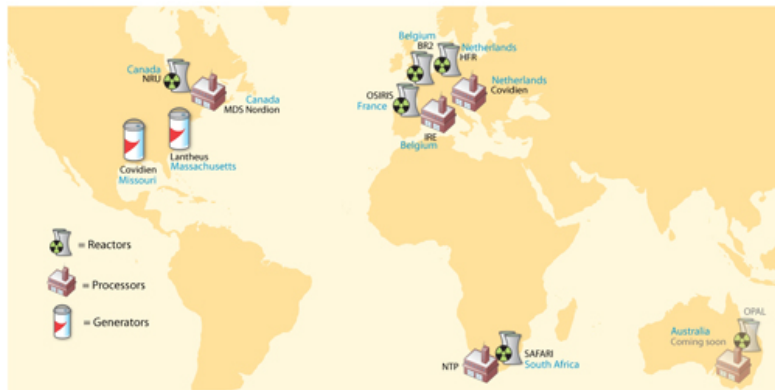 Canada
NRU
Canada
MDS Nordion
Covidien
Missouri
Lantheus
Massachusetts
Belgium
BR2
Netherlands
HFR
Netherlands
Covidien
OSIRIS
France
IRE
Belgium
= Reactors
= Processors
= Generators
NTP
SAFARI
South Africa
OPAL
Australia
Coming soon